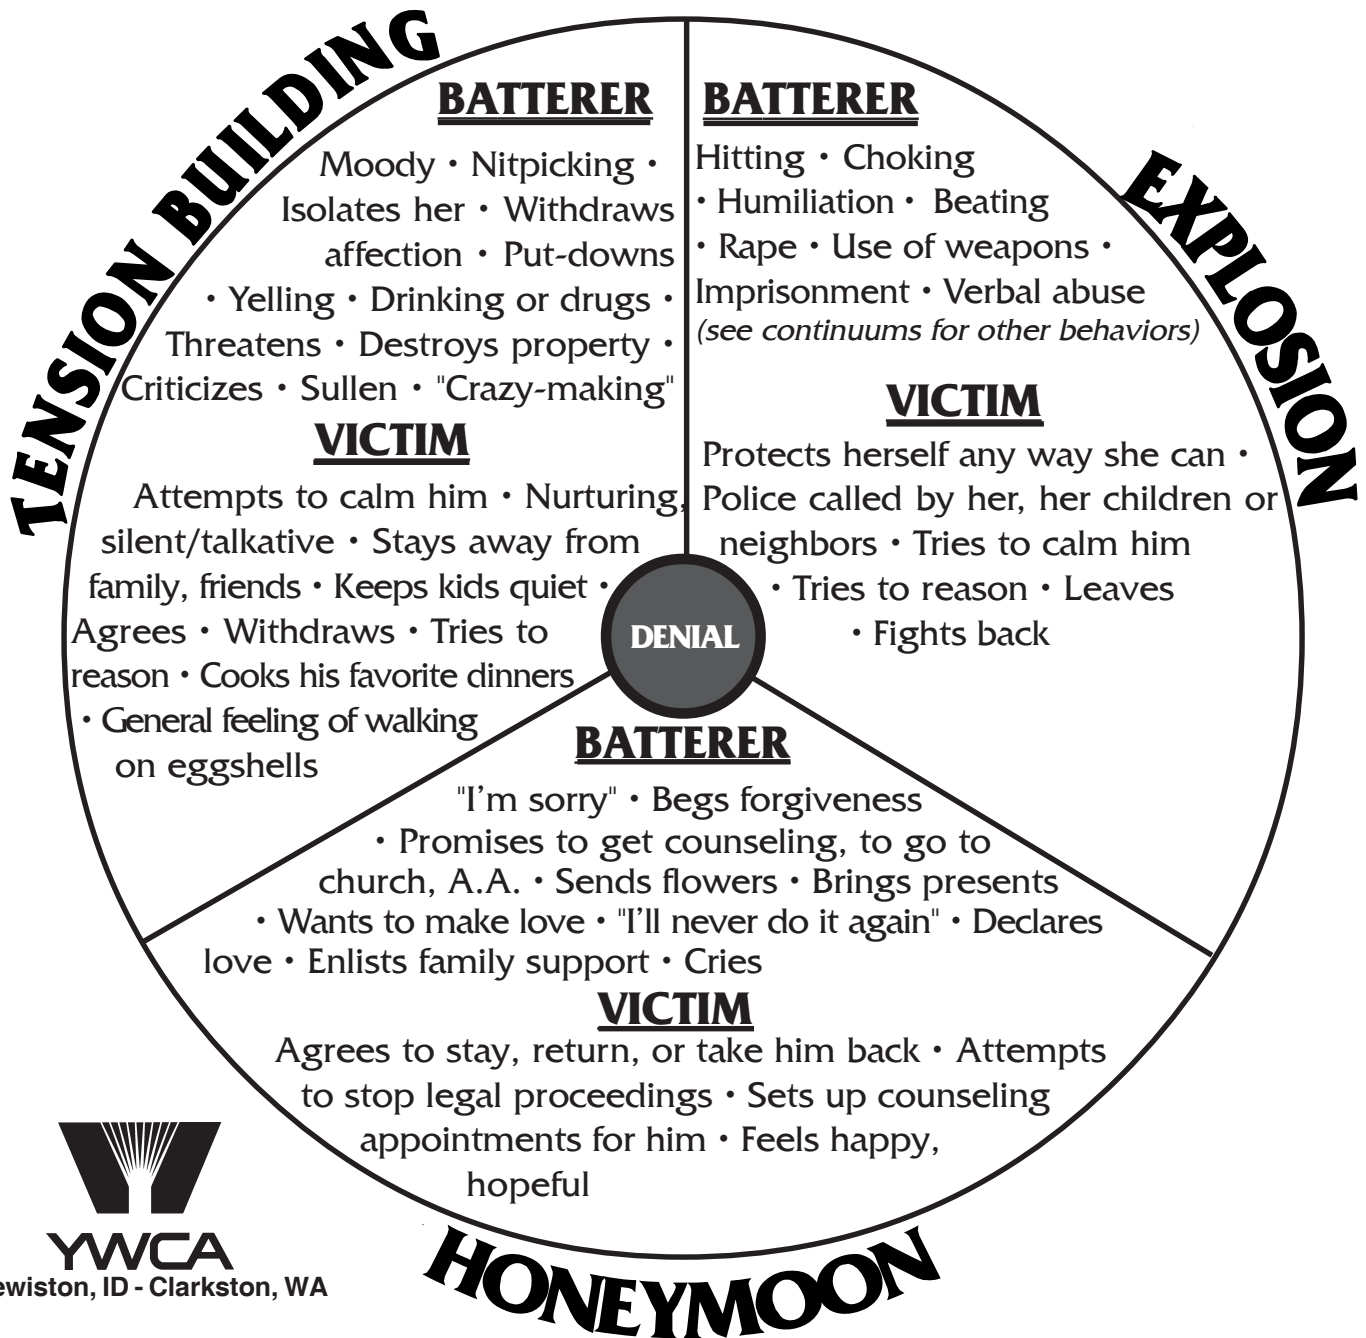 TENSION BUILDING
BATTERER
Moody • Nitpicking •
Isolates her • Withdraws
affection • Put-downs
• Yelling • Drinking or drugs •
Threatens • Destroys property •
Criticizes • Sullen • "Crazy-making"
VICTIM
Attempts to calm him • Nurturing,
silent/talkative • Stays away from
family, friends • Keeps kids quiet •
Agrees • Withdraws • Tries to
reason • Cooks his favorite dinners
• General feeling of walking
on eggshells
EXPLOSION
BATTERER
Hitting • Choking
• Humiliation • Beating
• Rape • Use of weapons •
Imprisonment • Verbal abuse
(see continuums for other behaviors)
VICTIM
Protects herself any way she can •
Police called by her, her children or
neighbors • Tries to calm him
• Tries to reason • Leaves
• Fights back
DENIAL
BATTERER
"I'm sorry" • Begs forgiveness
• Promises to get counseling, to go to
church, A.A. • Sends flowers • Brings presents
• Wants to make love • "I'll never do it again" • Declares
love • Enlists family support • Cries
VICTIM
Agrees to stay, return, or take him back • Attempts
to stop legal proceedings • Sets up counseling
appointments for him • Feels happy,
hopeful
HONEYMOON
YWCA
ewiston, ID - Clarkston, WA